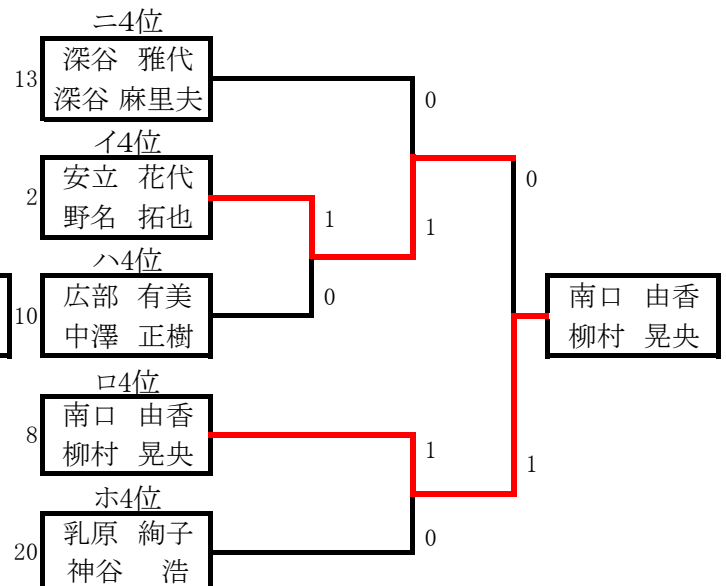 ニ4位
13
深谷 雅代
深谷 麻里夫
0
イ4位
2
安立 花代
野名 拓也
1
1
0
ハ4位
10
広部 有美
中澤 正樹
0
南口 由香
柳村 晃央
ロ4位
8
南口 由香
柳村 晃央
1
1
ホ4位
20
乳原 絢子
神谷 浩
0